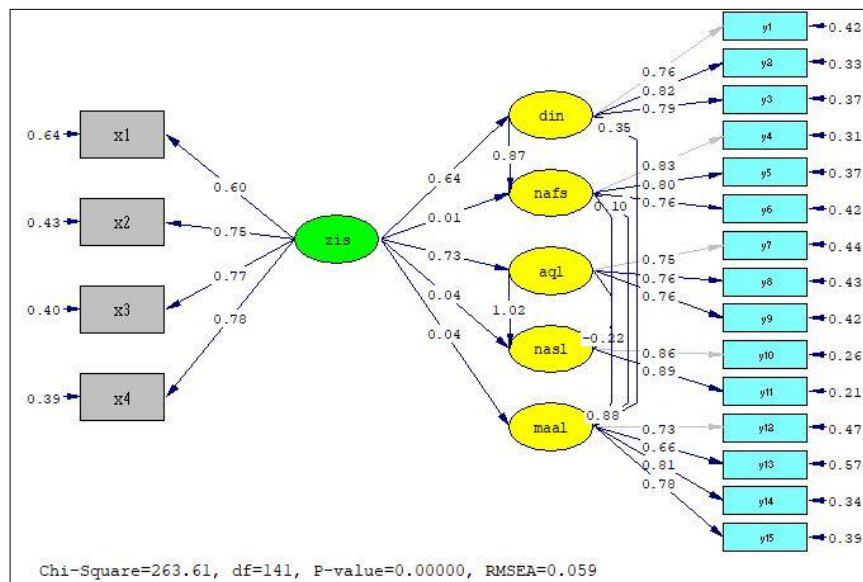 y1
0.42
0.76
y2
0.33
0.82
din
y3
0.37
0.79
0.35
0.64
x1
y4
0.31
0.87
0.83
0.60
0.64
y5
0.37
0.80
nafs
0.01
0.10
0.76
y6
0.42
0.43
x2
0.75
zis
0.73
y7
0.44
0.75
aql
0.76
y8
0.43
0.77
0.04
0.76
0.40
x3
1.02
y9
0.42
0.78
0.04
-0.22
nasl
0.86
y10
0.26
0.89
0.39
x4
y11
0.21
0.88
maal
0.73
y12
0.47
0.66
y13
0.57
0.81
0.78
y14
0.34
y15
0.39
Chi-Square=263.61, df=141, P-value=0.00000, RMSEA=0.059